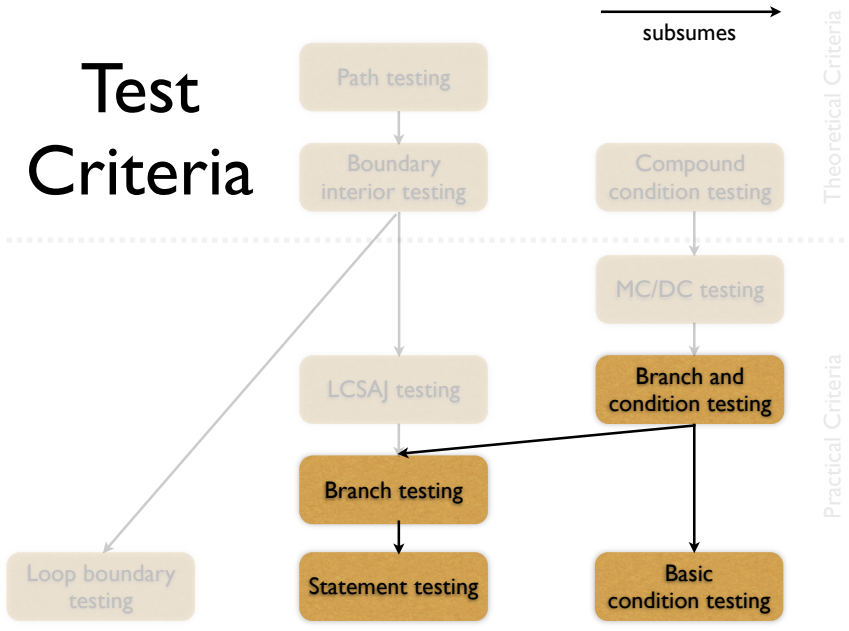 Test
Criteria
subsumes
Path testing
Boundary
interior testing
Compound
condition testing
Theoretical Criteria
MC/DC testing
LCSAJ testing
Branch and
condition testing
Practical Criteria
Branch testing
Loop boundary
testing
Statement testing
Basic
condition testing